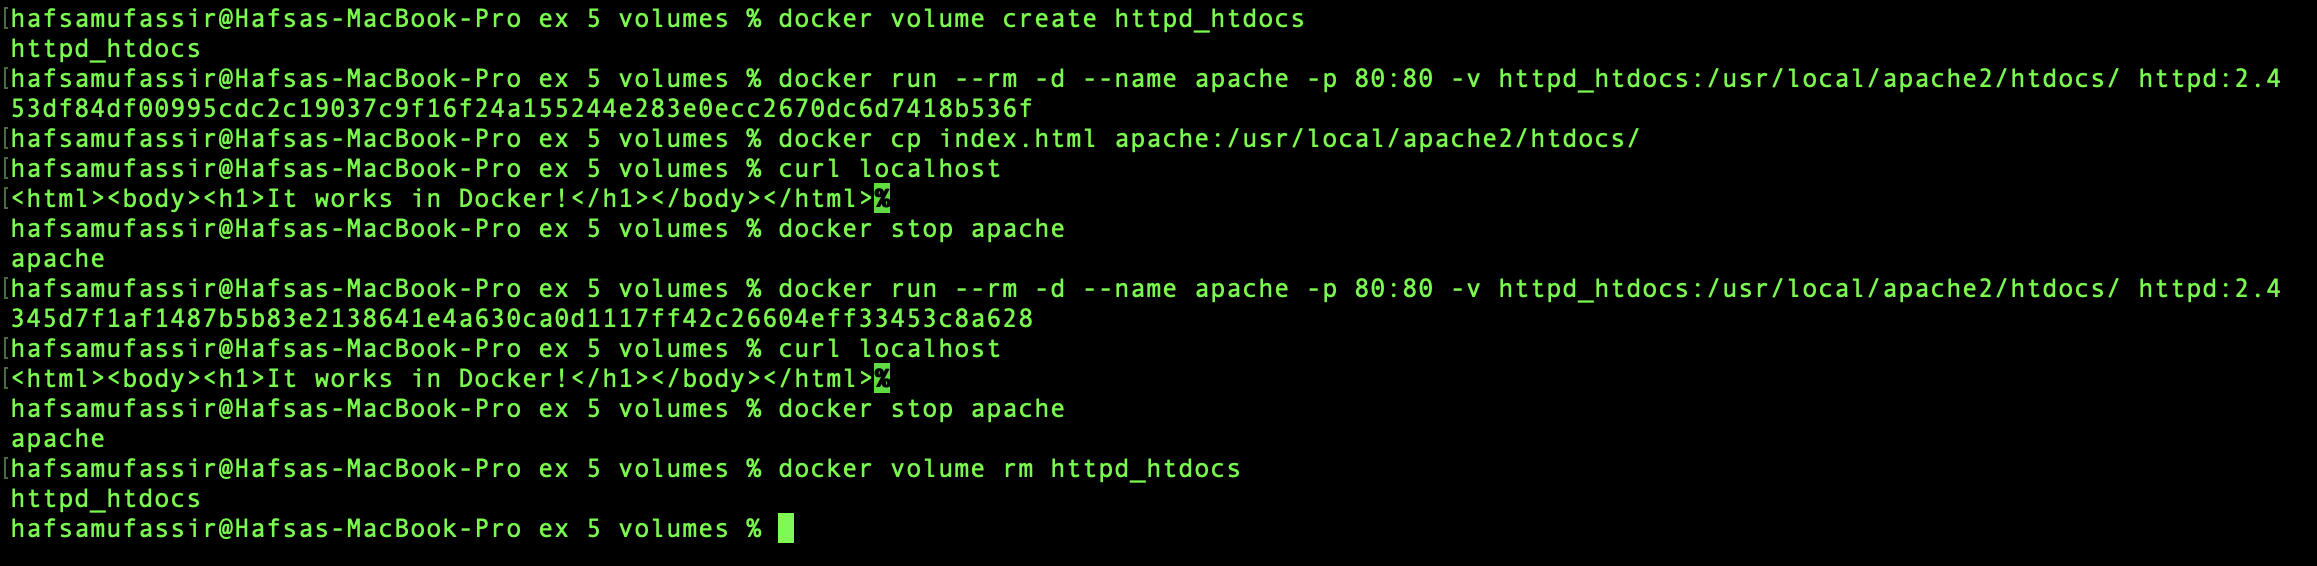 [hafsamufassir@Hafsas-MacBook-Pro ex 5 volumes % docker volume create httpd_htdocs
httpd_htdocs
[hafsamufassir@Hafsas-MacBook-Pro ex 5 volumes % docker run --rm -d --name apache -p 80:80 -v httpd_htdocs:/usr/local/apache2/htdocs/ httpd:2.4
53df84df00995cdc2c19037c9f16f24a155244e283e0ecc2670dc6d7418b536f
[hafsamufassir@Hafsas-MacBook-Pro ex 5 volumes % docker cp index.html apache:/usr/local/apache2/htdocs/
[hafsamufassir@Hafsas-MacBook-Pro ex 5 volumes % curl localhost
[<html><body><h1>It works in Docker!</h1></body></html>%
hafsamufassir@Hafsas-MacBook-Pro ex 5 volumes % docker stop apache
apache
[hafsamufassir@Hafsas-MacBook-Pro ex 5 volumes % docker run --rm -d --name apache -p 80:80 -v httpd_htdocs:/usr/local/apache2/htdocs/ httpd:2.4
345d7f1af1487b5b83e2138641e4a630ca0d1117ff42c26604eff33453c8a628
[hafsamufassir@Hafsas-MacBook-Pro ex 5 volumes % curl localhost
[<html><body><h1>It works in Docker!</h1></body></html>%
hafsamufassir@Hafsas-MacBook-Pro ex 5 volumes % docker stop apache
apache
[hafsamufassir@Hafsas-MacBook-Pro ex 5 volumes % docker volume rm httpd_htdocs
httpd_htdocs
hafsamufassir@Hafsas-MacBook-Pro ex 5 volumes %